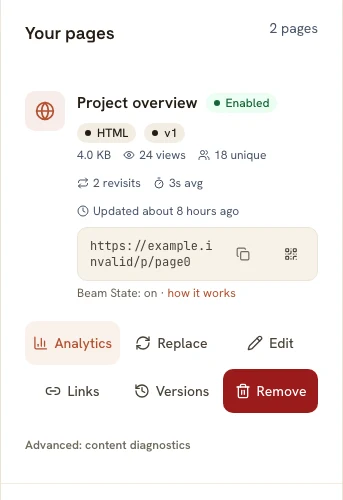 Your pages
2 pages
Project overview
Enabled
HTML
v1
4.0 KB 24 views 18 unique
2 revisits 3s avg
Updated about 8 hours ago
https://example.i
nvalid/p/page0
Beam State: on · how it works
Analytics Replace Edit
Links Versions Remove
Advanced: content diagnostics